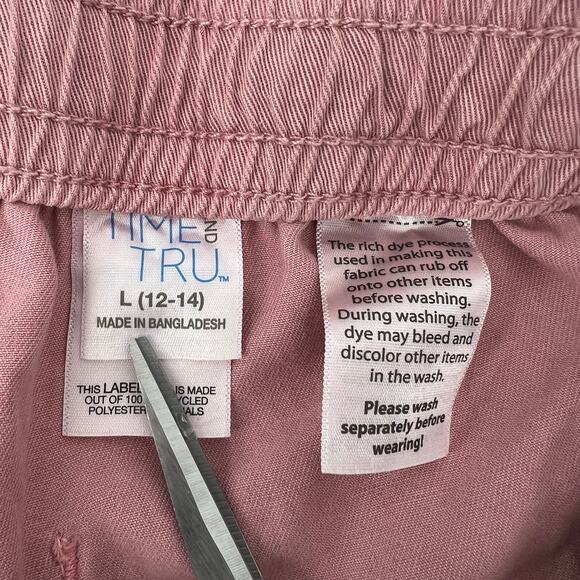 TIME AND
TRU™
L (12-14)
MADE IN BANGLADESH
THIS LABEL IS MADE
OUT OF 100 CYCLED
POLYESTER ALS
The rich dye process
used in making this
fabric can rub off
onto other items
before washing.
During washing, the
dye may bleed and
discolor other items
in the wash.
Please wash
separately before
wearing!